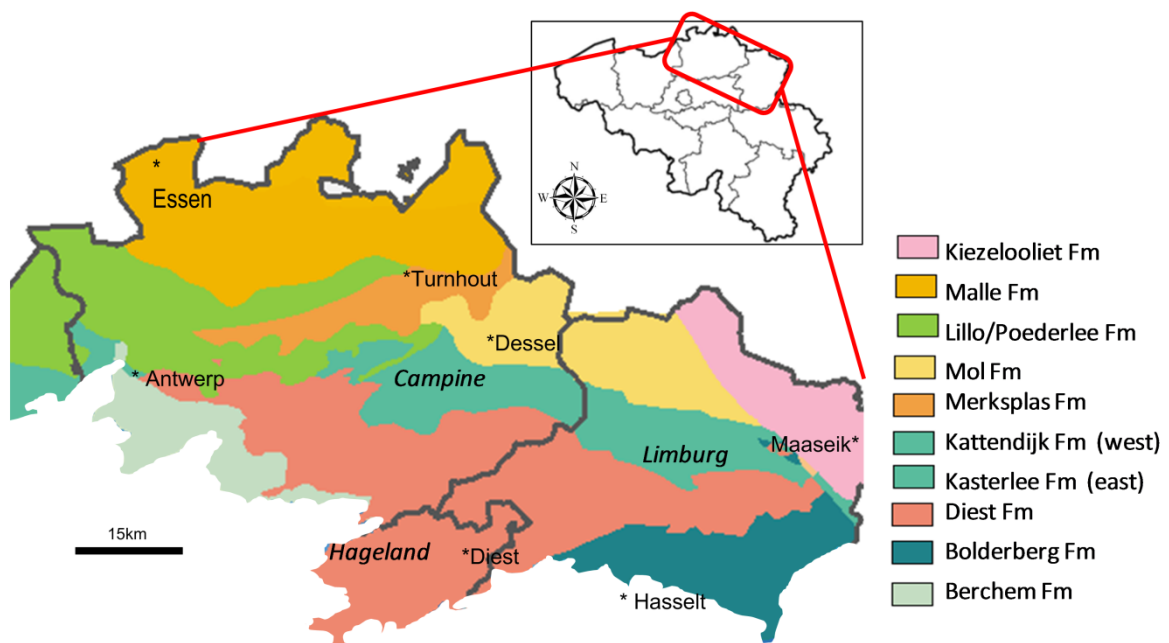 N
W E
S
*
Essen
*Turnhout
*Dessel
* Antwerp
Campine
Limburg
Maaseik*
15km
Hageland
*Diest
* Hasselt
Kiezelooliet Fm
Malle Fm
Lillo/Poederlee Fm
Mol Fm
Merksplas Fm
Kattendijk Fm (west)
Kasterlee Fm (east)
Diest Fm
Bolderberg Fm
Berchem Fm